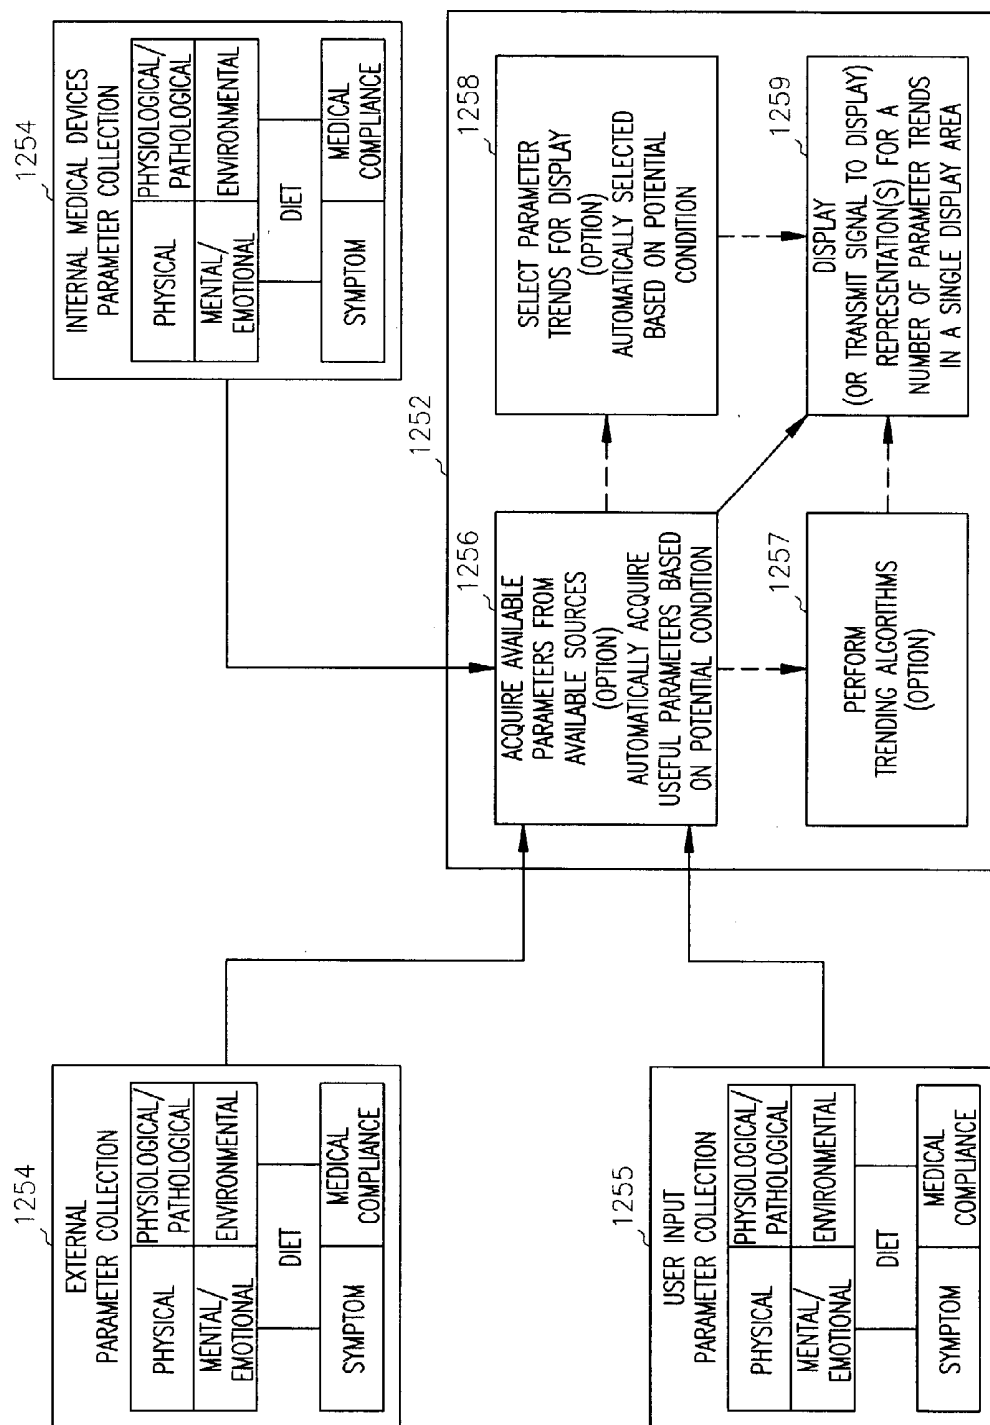 1254
EXTERNAL
PARAMETER COLLECTION
PHYSICAL
PHYSIOLOGICAL/
PATHOLOGICAL
MENTAL/
EMOTIONAL
ENVIRONMENTAL
DIET
SYMPTOM
MEDICAL
COMPLIANCE
1254
INTERNAL MEDICAL DEVICES
PARAMETER COLLECTION
PHYSICAL
PHYSIOLOGICAL/
PATHOLOGICAL
MENTAL/
EMOTIONAL
ENVIRONMENTAL
DIET
SYMPTOM
MEDICAL
COMPLIANCE
1255
USER INPUT
PARAMETER COLLECTION
PHYSICAL
PHYSIOLOGICAL/
PATHOLOGICAL
MENTAL/
EMOTIONAL
ENVIRONMENTAL
DIET
SYMPTOM
MEDICAL
COMPLIANCE
1252
1256
ACQUIRE AVAILABLE
PARAMETERS FROM
AVAILABLE SOURCES
(OPTION)
AUTOMATICALLY ACQUIRE
USEFUL PARAMETERS BASED
ON POTENTIAL CONDITION
1258
SELECT PARAMETER
TRENDS FOR DISPLAY
(OPTION)
AUTOMATICALLY SELECTED
BASED ON POTENTIAL
CONDITION
1257
PERFORM
TRENDING ALGORITHMS
(OPTION)
1259
DISPLAY
(OR TRANSMIT SIGNAL TO DISPLAY)
REPRESENTATION(S) FOR A
NUMBER OF PARAMETER TRENDS
IN A SINGLE DISPLAY AREA